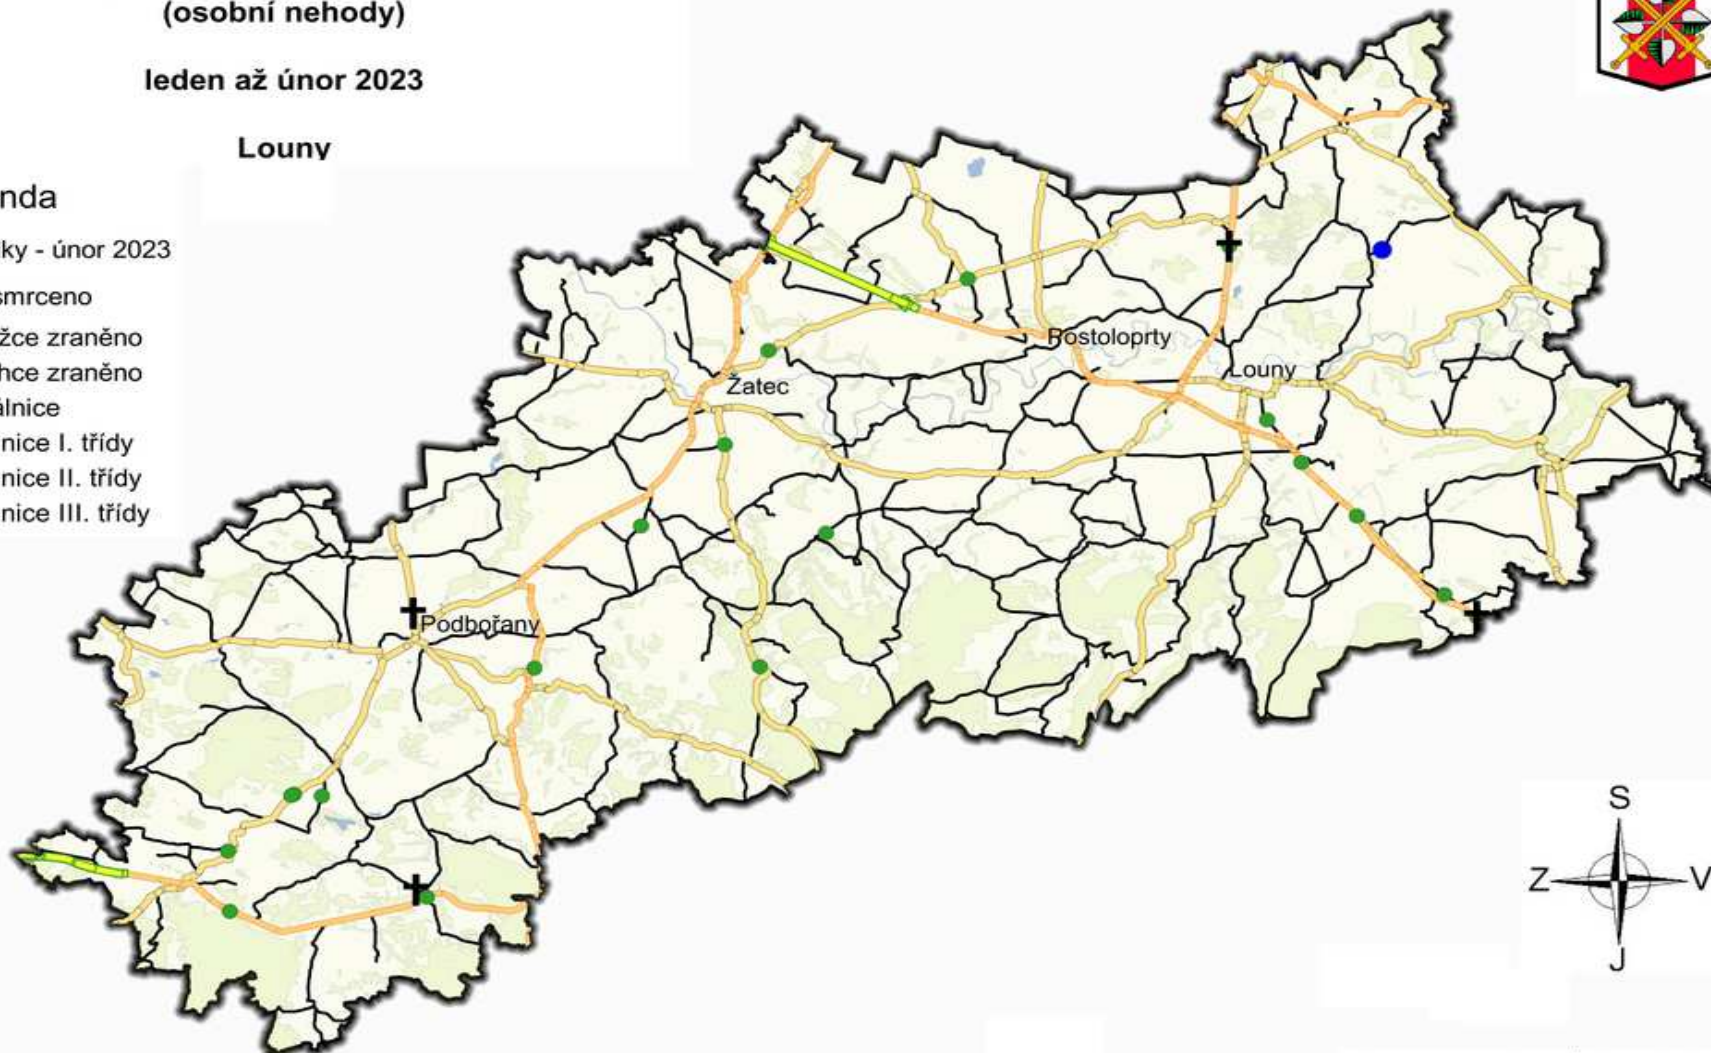 (osobní nehody)
leden až únor 2023
Louny
nda
ky - únor 2023
smrceno
žce zraněno
hce zraněno
álnice
nice I. třídy
nice II. třídy
nice III. třídy
Postoloprty
Louny
Žatec
Podbořany
S
Z
V
J